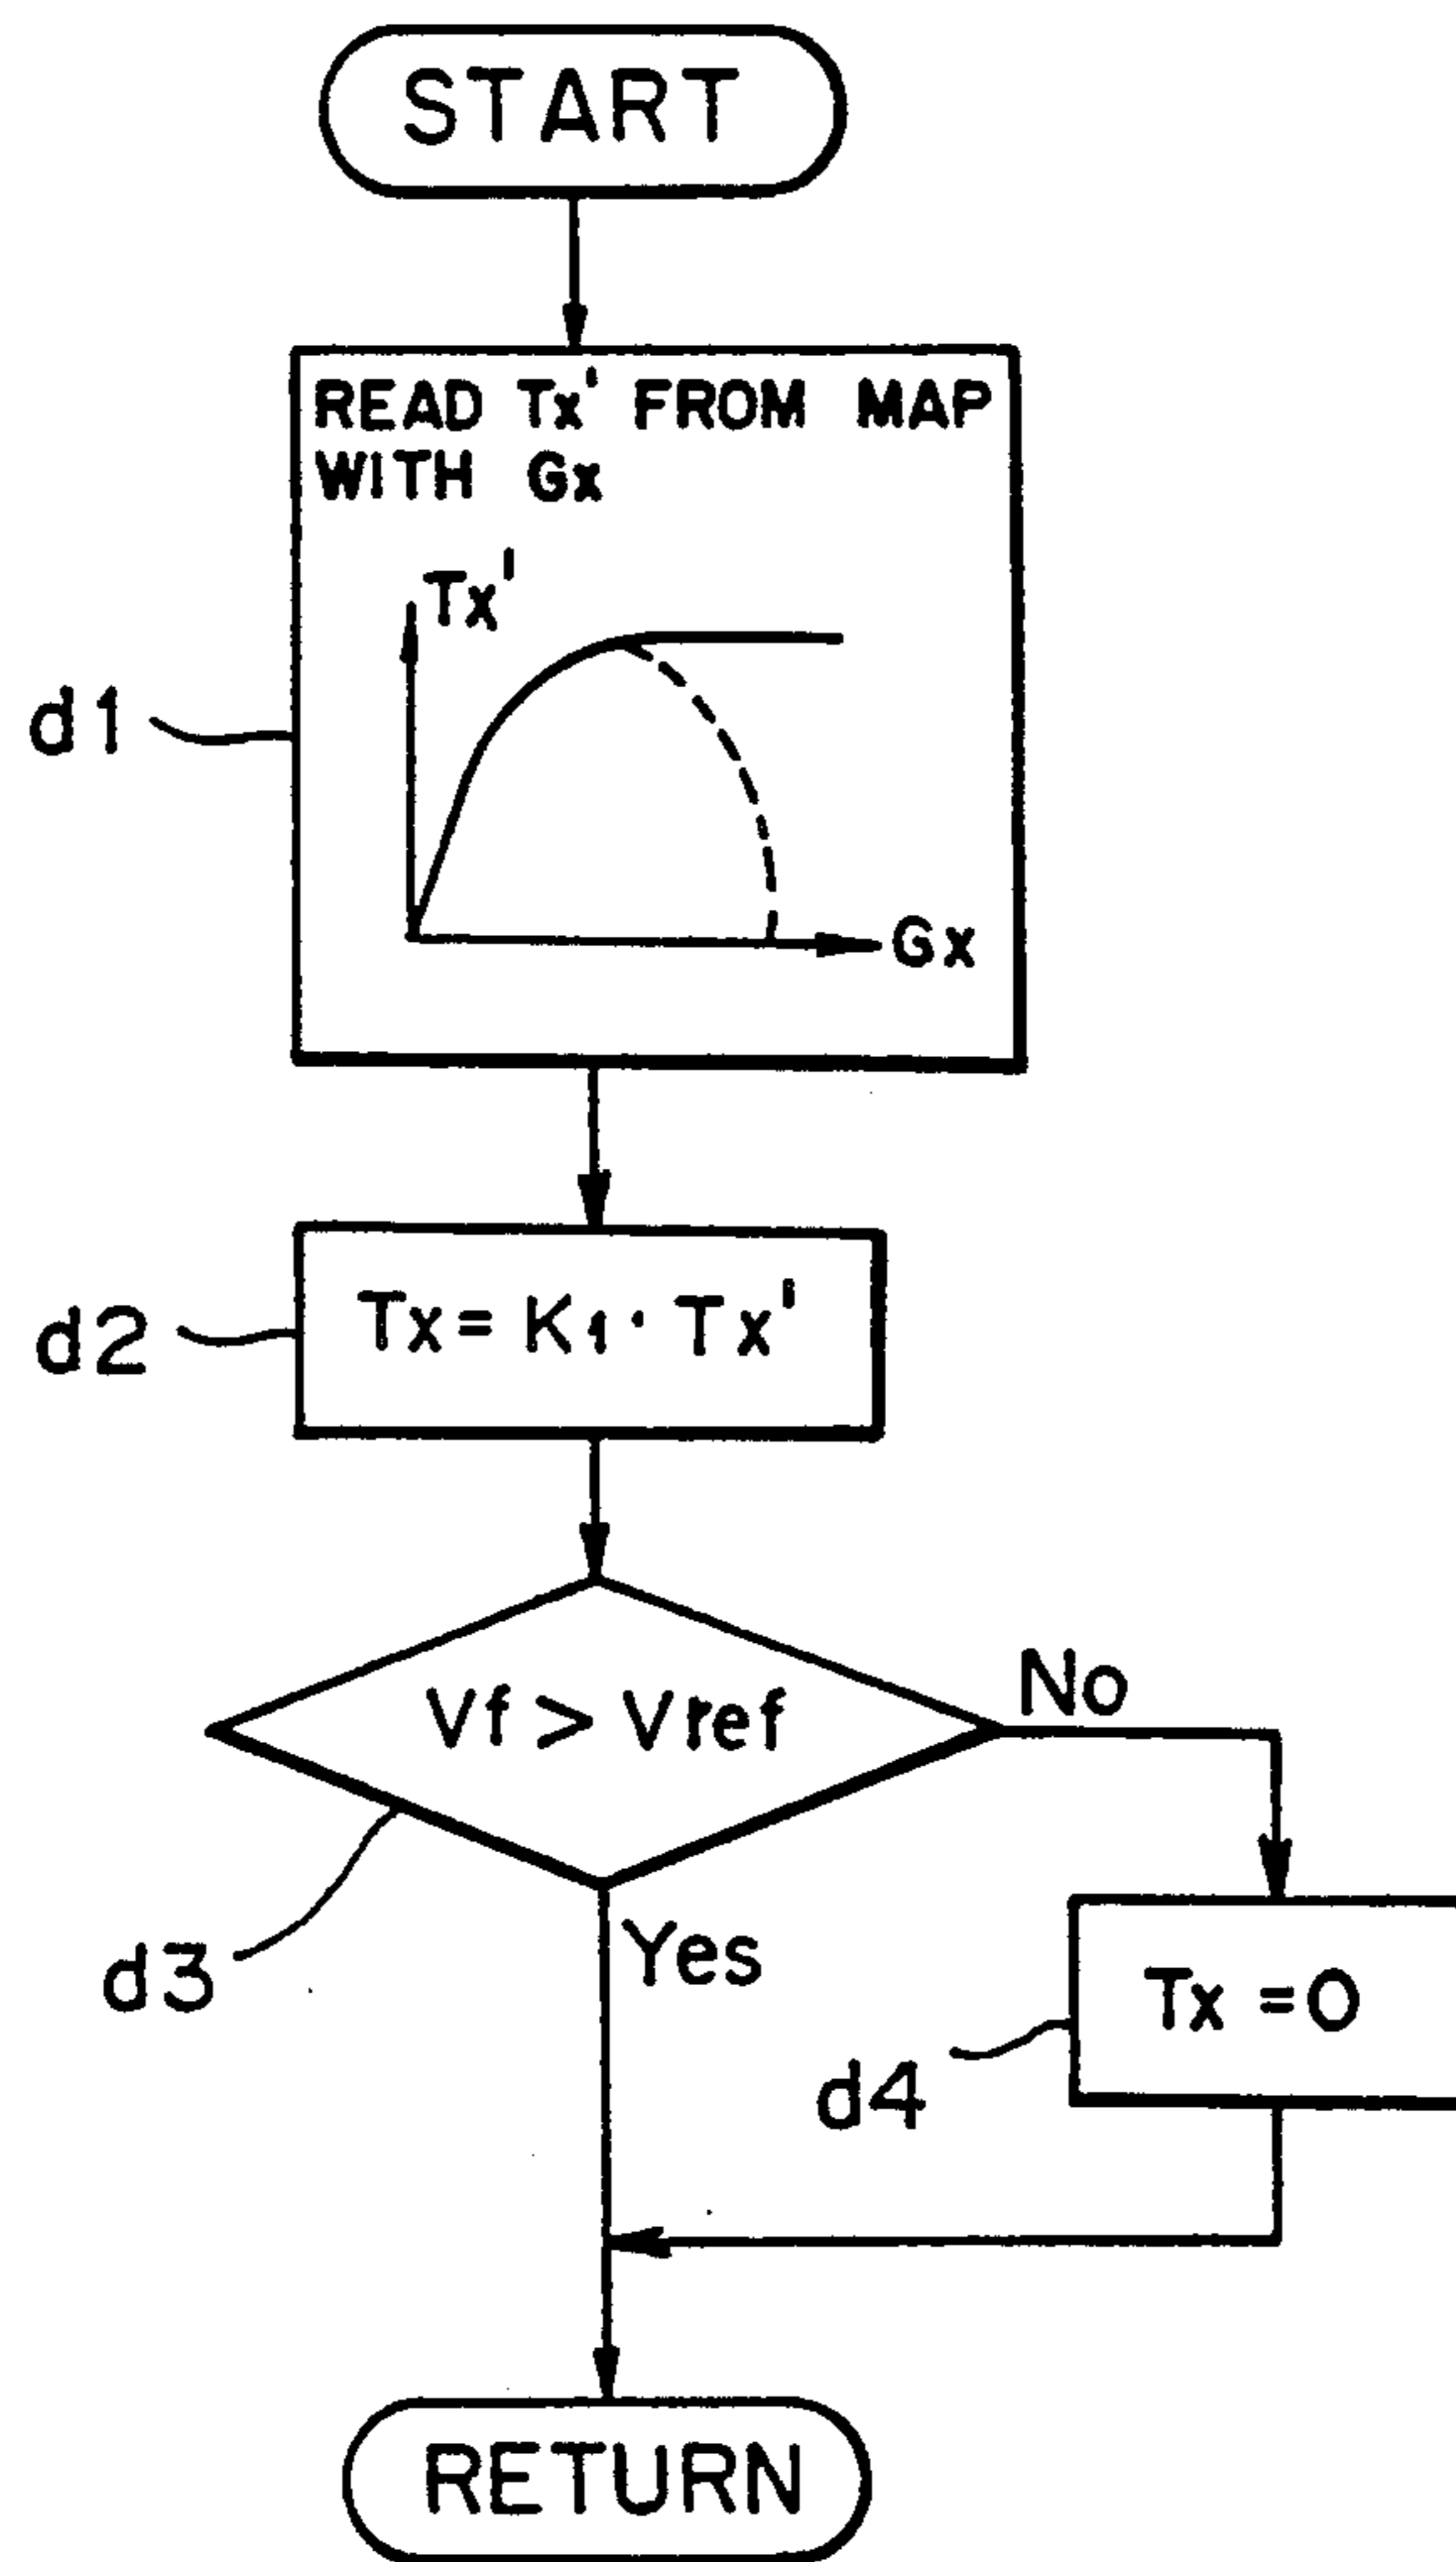 START
READ Tx' FROM MAP
WITH Gx
Tx'
d1
Gx
d2
Tx = K1 · Tx'
Vf > Vref
No
d3
Yes
Tx = 0
d4
RETURN